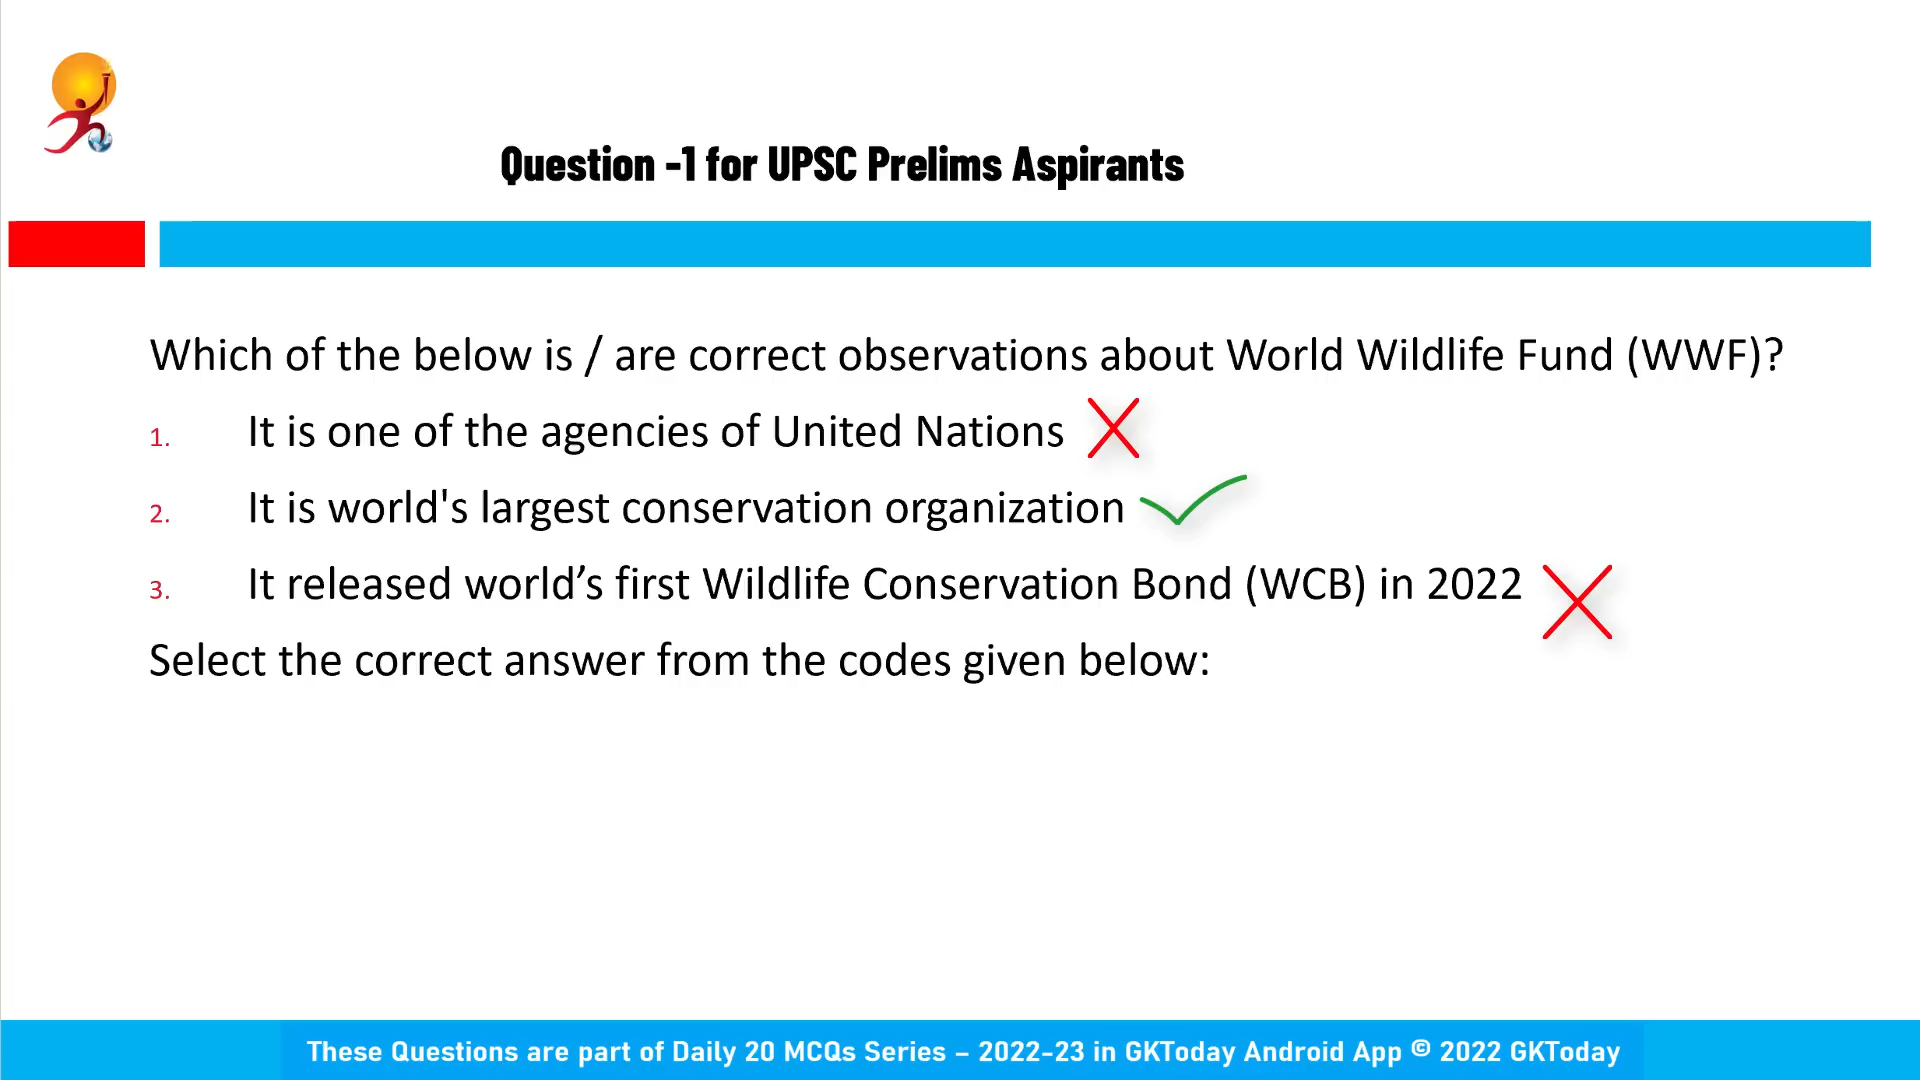 Question -1 for UPSC Prelims Aspirants
Which of the below is / are correct observations about World Wildlife Fund (WWF)?
1. It is one of the agencies of United Nations
2. It is world's largest conservation organization
3. It released world’s first Wildlife Conservation Bond (WCB) in 2022
Select the correct answer from the codes given below:
These Questions are part of Daily 20 MCQs Series – 2022-23 in GKToday Android App © 2022 GKToday